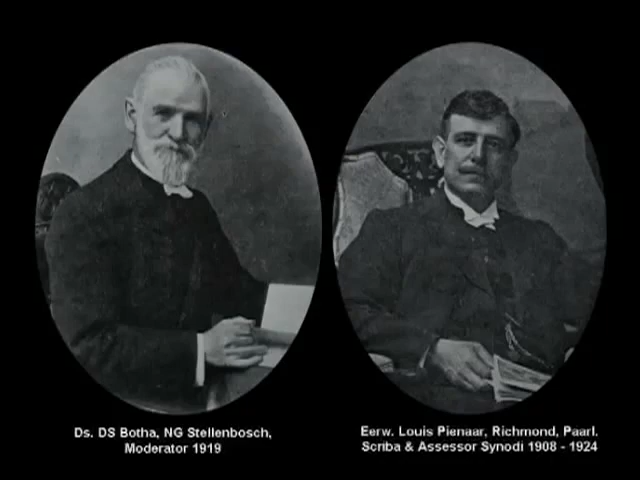 Ds. DS Botha, NG Stellenbosch,
Moderator 1919
Eerw. Louis Pienaar, Richmond, Paarl.
Scriba & Assessor Synodi 1908 - 1924